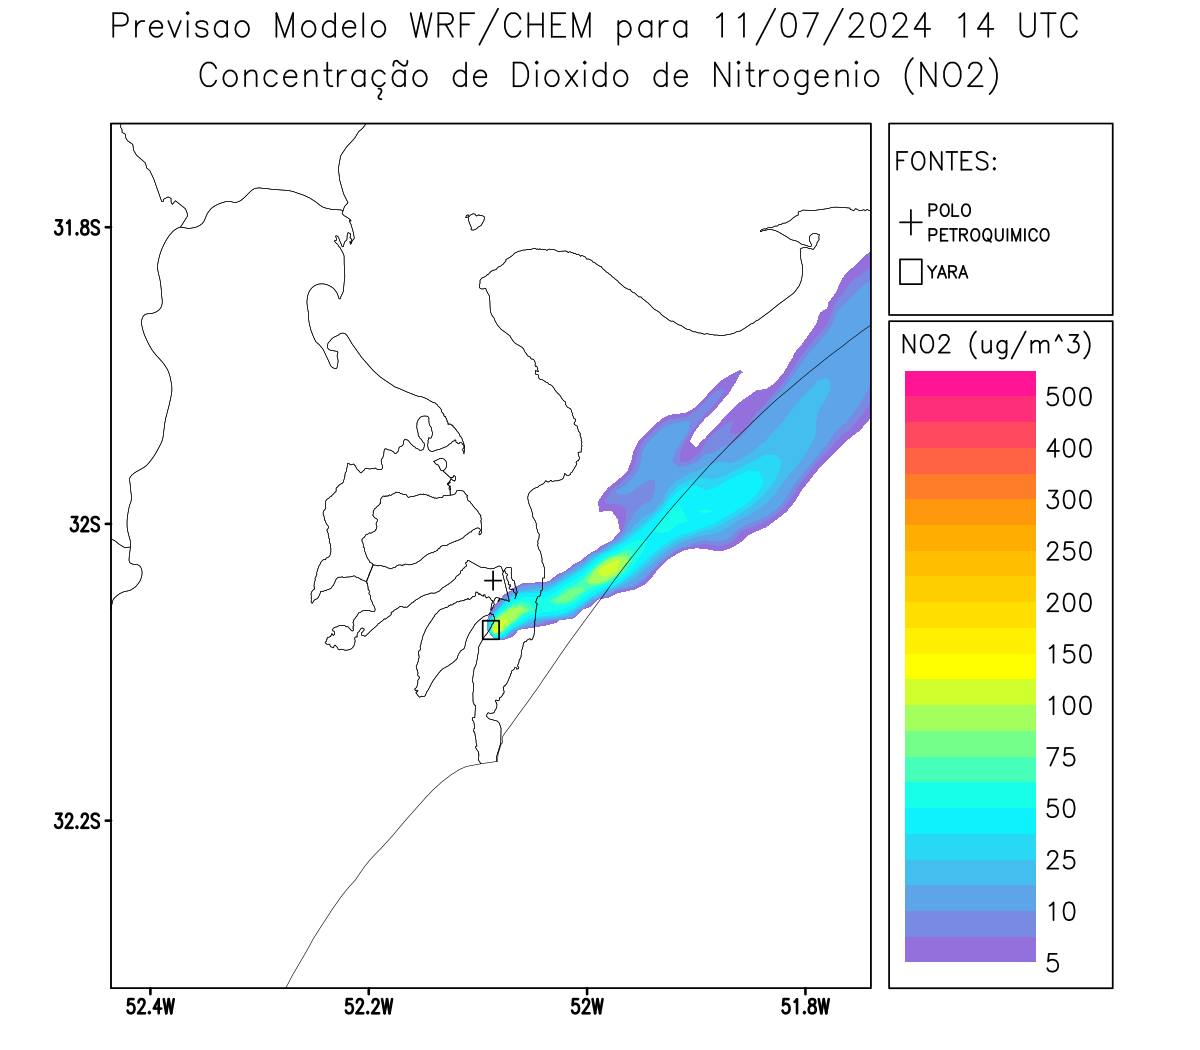 Previsao Modelo WRF/CHEM para 11/07/2024 14 UTC
Concentração de Dioxido de Nitrogenio (NO2)
FONTES:
POLO
PETROQUIMICO
YARA
NO2 (ug/m^3)
500
400
300
250
200
150
100
75
50
25
10
5
31.8S
32S
32.2S
52.4W
52.2W
52W
51.8W